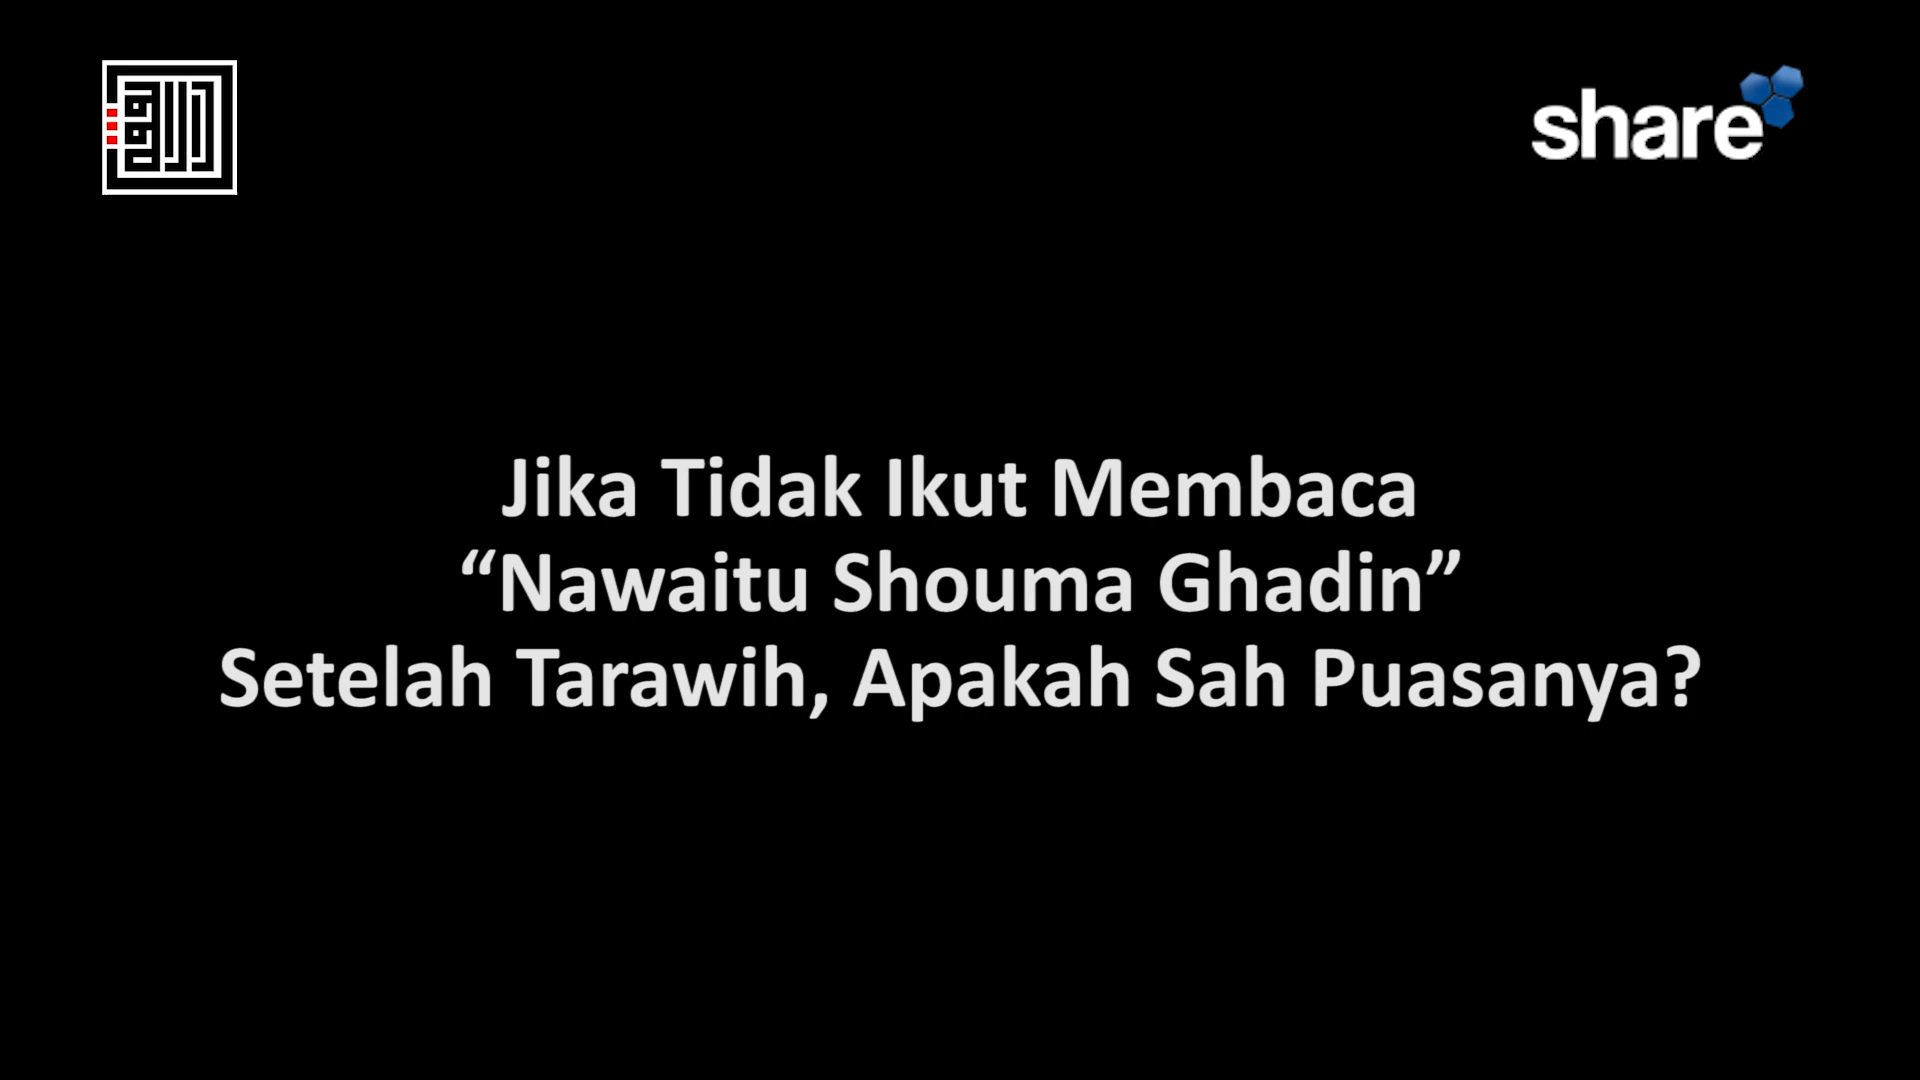 share
Jika Tidak Ikut Membaca
“Nawaitu Shouma Ghadin”
Setelah Tarawih, Apakah Sah Puasanya?